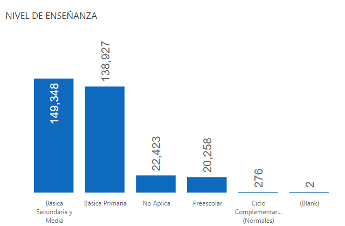 NIVEL DE ENSEÑANZA
149,348
138,927
22,423
20,258
276
2
Básica
Secundaria y
Media
Básica Primaria
No Aplica
Preescolar
Ciclo
Complementar...
(Normales)
(Blank)